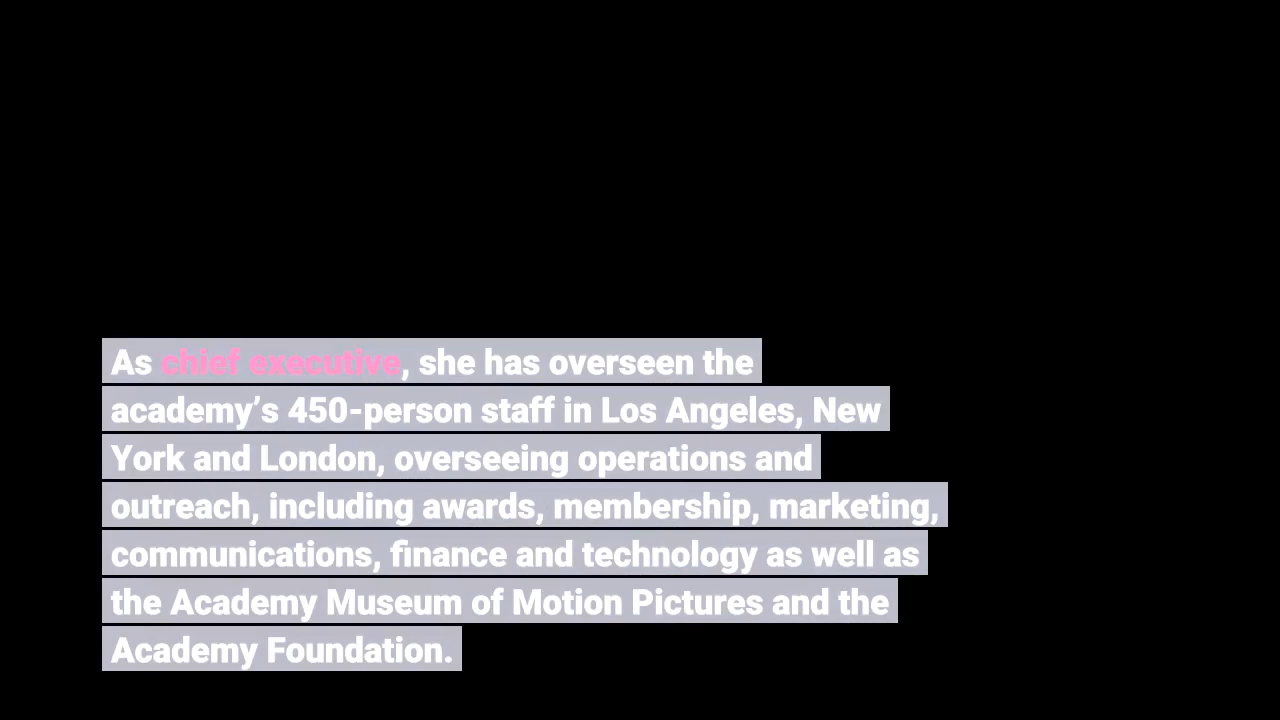 As chief executive, she has overseen the
academy’s 450-person staff in Los Angeles, New
York and London, overseeing operations and
outreach, including awards, membership, marketing,
communications, finance and technology as well as
the Academy Museum of Motion Pictures and the
Academy Foundation.